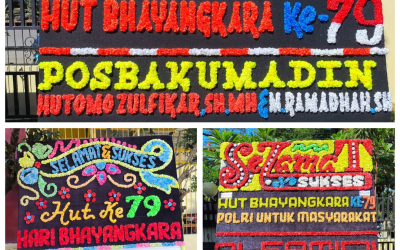 HUT BHAYANGKARA Ke-79
POSBAKUMADIN
HUTOMO ZULFIKAR, SH.MH & M.RAMADHAH, SH
SELAMAT & SUKSES
Hut Ke 79
HARI BHAYANGKARA
Selamat
SUKSES
HUT BHAYANGKARA KE 79
POLRI UNTUK MASYARAKAT